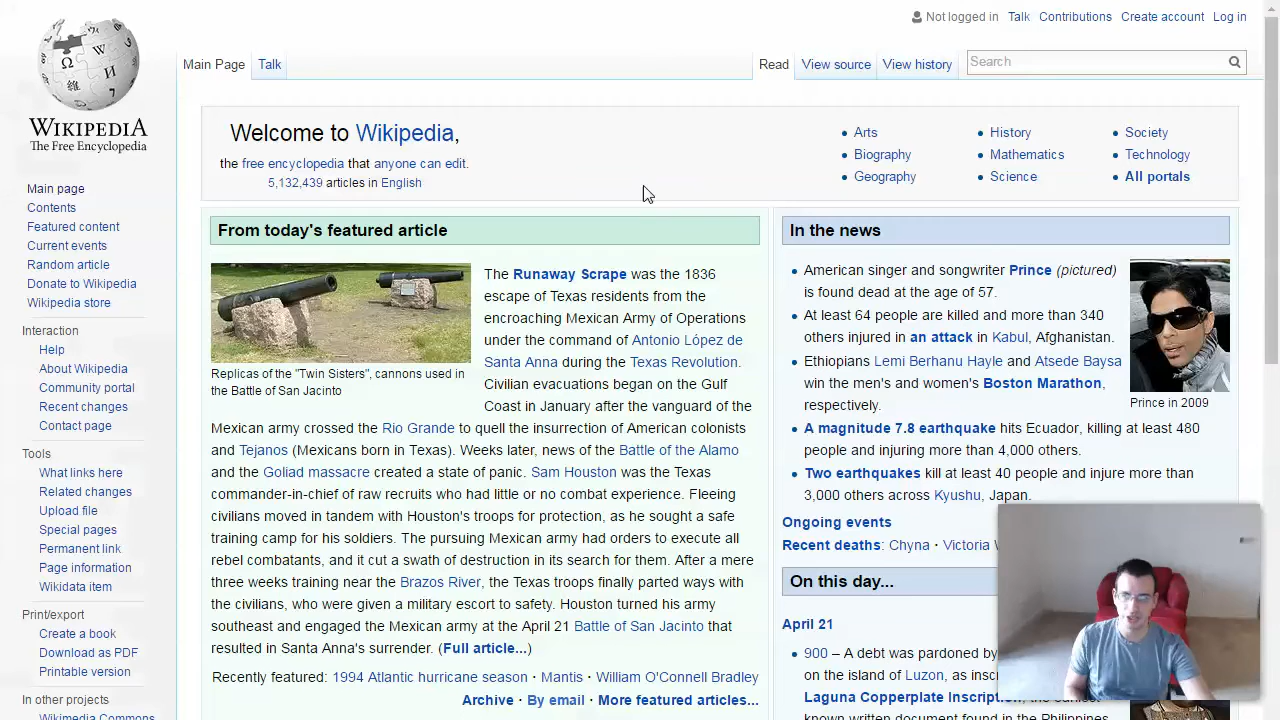 Not logged in Talk Contributions Create account Log in
Main Page Talk Read View source View history Search
WIKIPEDIA
The Free Encyclopedia
Main page
Contents
Featured content
Current events
Random article
Donate to Wikipedia
Wikipedia store
Interaction
Help
About Wikipedia
Community portal
Recent changes
Contact page
Tools
What links here
Related changes
Upload file
Special pages
Permanent link
Page information
Wikidata item
Print/export
Create a book
Download as PDF
Printable version
In other projects
Wikimedia Commons
Welcome to Wikipedia,
the free encyclopedia that anyone can edit.
5,132,439 articles in English
Arts
Biography
Geography
History
Mathematics
Science
Society
Technology
All portals
From today's featured article
Replicas of the "Twin Sisters", cannons used in
the Battle of San Jacinto
The Runaway Scrape was the 1836
escape of Texas residents from the
encroaching Mexican Army of Operations
under the command of Antonio López de
Santa Anna during the Texas Revolution.
Civilian evacuations began on the Gulf
Coast in January after the vanguard of the
Mexican army crossed the Rio Grande to quell the insurrection of American colonists
and Tejanos (Mexicans born in Texas). Weeks later, news of the Battle of the Alamo
and the Goliad massacre created a state of panic. Sam Houston was the Texas
commander-in-chief of raw recruits who had little or no combat experience. Fleeing
civilians moved in tandem with Houston's troops for protection, as he sought a safe
training camp for his soldiers. The pursuing Mexican army had orders to execute all
rebel combatants, and it cut a swath of destruction in its search for them. After a mere
three weeks training near the Brazos River, the Texas troops finally parted ways with
the civilians, who were given a military escort to safety. Houston turned his army
southeast and engaged the Mexican army at the April 21 Battle of San Jacinto that
resulted in Santa Anna's surrender. (Full article...)
Recently featured: 1994 Atlantic hurricane season · Mantis · William O'Connell Bradley
Archive · By email · More featured articles...
In the news
American singer and songwriter Prince (pictured)
is found dead at the age of 57.
At least 64 people are killed and more than 340
others injured in an attack in Kabul, Afghanistan.
Ethiopians Lemi Berhanu Hayle and Atsede Baysa
win the men's and women's Boston Marathon,
respectively.
Prince in 2009
A magnitude 7.8 earthquake hits Ecuador, killing at least 480
people and injuring more than 4,000 others.
Two earthquakes kill at least 40 people and injure more than
3,000 others across Kyushu, Japan.
Ongoing events
Recent deaths: Chyna · Victoria
On this day...
April 21
900 – A debt was pardoned by
on the island of Luzon, as
Laguna Copperplate
known written document found in the Philippines